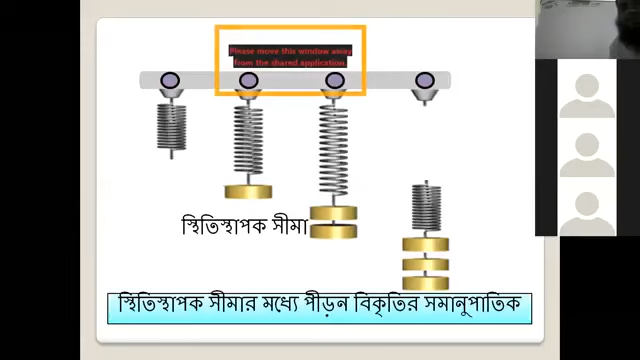 Please move this window away
from the shared application.
স্থিতিস্থাপক সীমা
স্থিতিস্থাপক সীমার মধ্যে পীড়ন বিকৃতির সমানুপাতিক